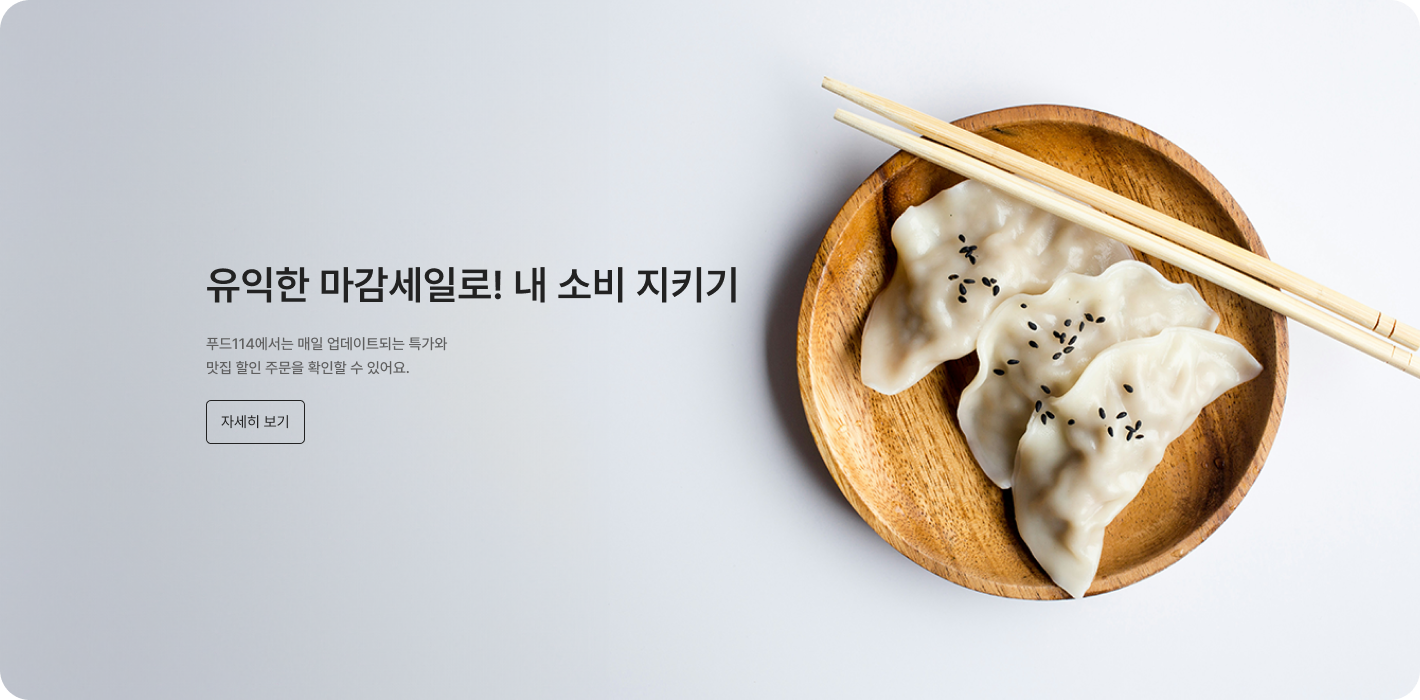 유익한 마감세일로! 내 소비 지키기
푸드114에서는 매일 업데이트되는 특가와
맛집 할인 주문을 확인할 수 있어요.
자세히 보기